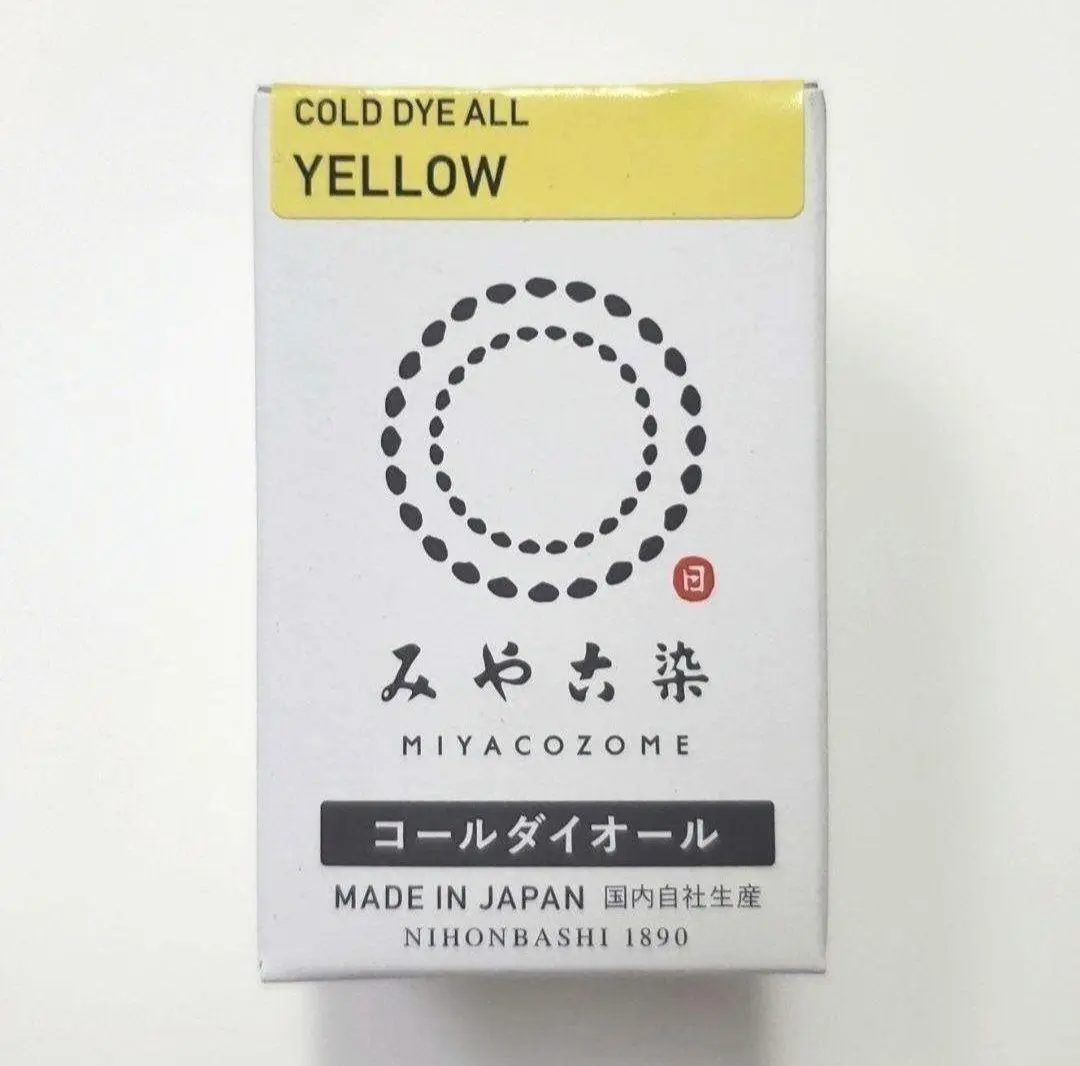 COLD DYE ALL
YELLOW
日
みや古染
MIYACOZOME
コールダイオール
MADE IN JAPAN 国内自社生産
NIHONBASHI 1890